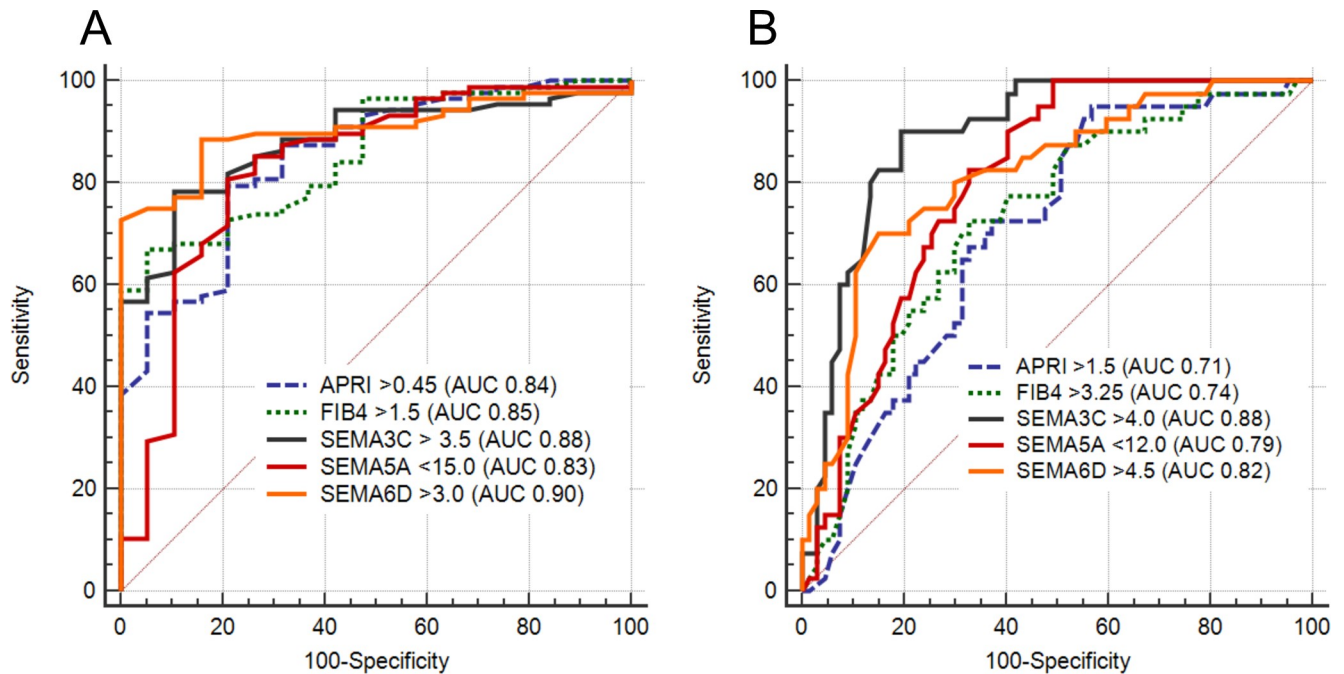 A
100
80
60
40
20
0
Sensitivity
APRI >0.45 (AUC 0.84)
FIB4 >1.5 (AUC 0.85)
SEMA3C > 3.5 (AUC 0.88)
SEMA5A <15.0 (AUC 0.83)
SEMA6D >3.0 (AUC 0.90)
0 20 40 60 80 100
100-Specificity
B
100
80
60
40
20
0
Sensitivity
APRI >1.5 (AUC 0.71)
FIB4 >3.25 (AUC 0.74)
SEMA3C >4.0 (AUC 0.88)
SEMA5A <12.0 (AUC 0.79)
SEMA6D >4.5 (AUC 0.82)
0 20 40 60 80 100
100-Specificity